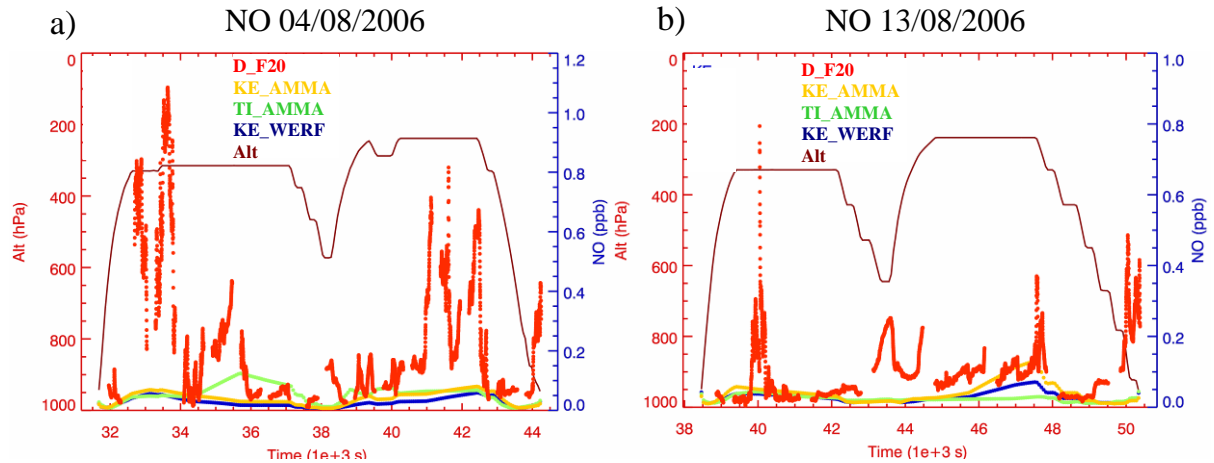 a) NO 04/08/2006
0
200
400
600
800
1000
Alt (hPa)
D_F20
KE_AMMA
TI_AMMA
KE_WERF
Alt
1.2
1.0
0.8
0.6
0.4
0.2
0.0
NO (ppb)
32 34 36 38 40 42 44
Time (1e+3 s)
b) NO 13/08/2006
0
200
400
600
800
1000
Alt (hPa)
D_F20
KE_AMMA
TI_AMMA
KE_WERF
Alt
1.0
0.8
0.6
0.4
0.2
0.0
NO (ppb)
38 40 42 44 46 48 50
Time (1e+3 s)